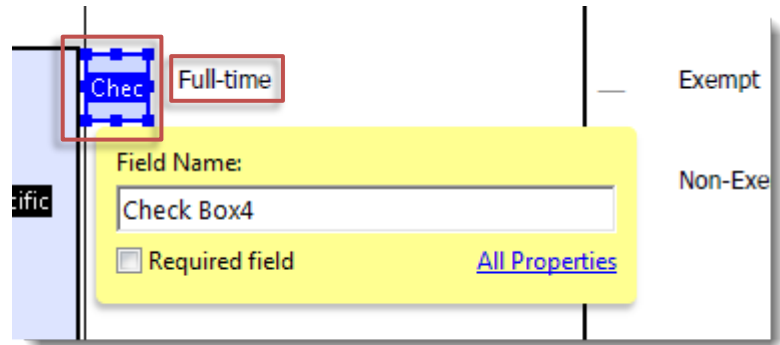 Chec Full-time Exempt
Field Name:
Non-Exe
cific Check Box4
Required field All Properties